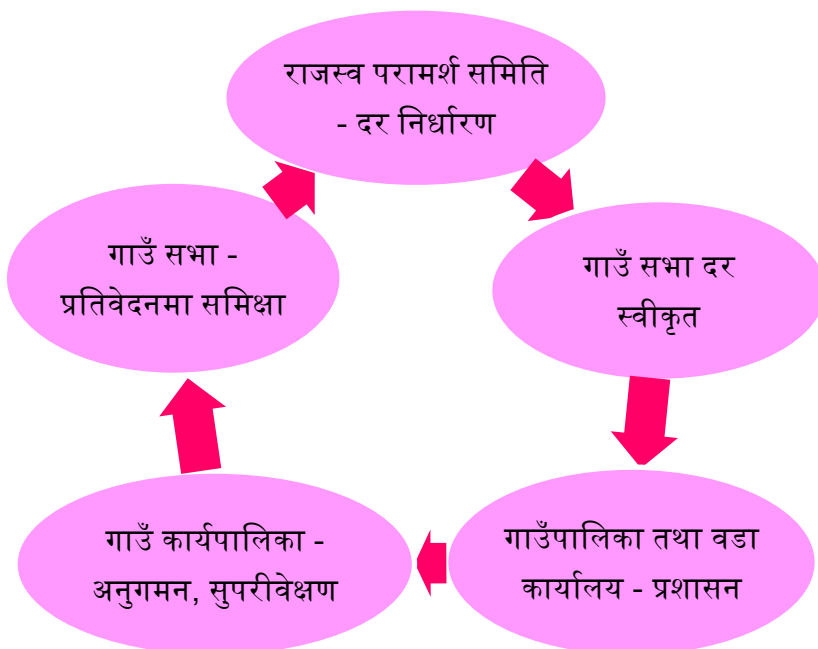 राजस्व परामर्श समिति
- दर निर्धारण
गाउँ सभा दर
स्वीकृत
गाउँपालिका तथा वडा
कार्यालय - प्रशासन
गाउँ कार्यपालिका -
अनुगमन, सुपरीवेक्षण
गाउँ सभा -
प्रतिवेदनमा समिक्षा